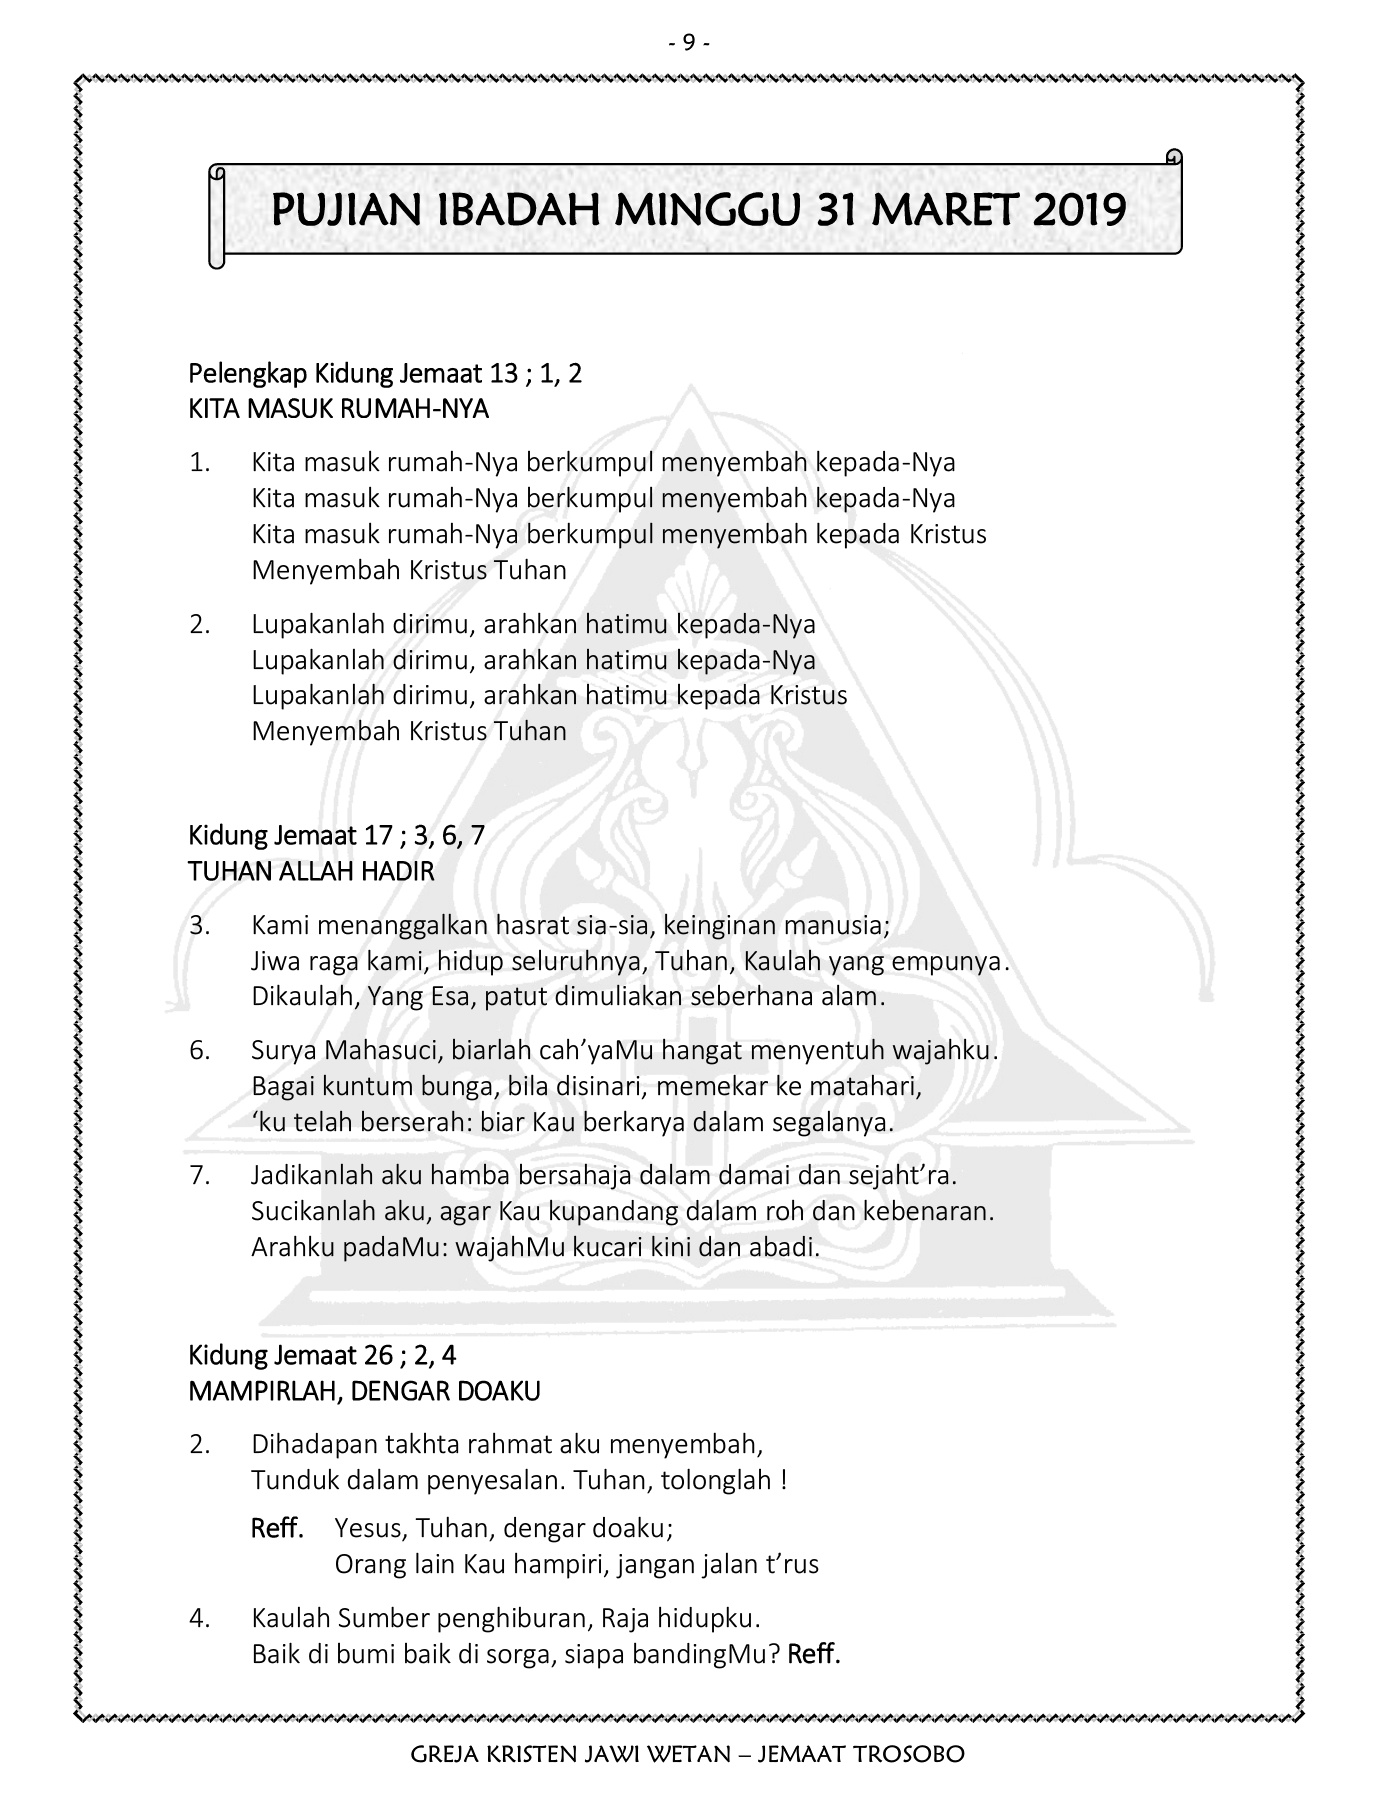 - 9 -
PUJIAN IBADAH MINGGU 31 MARET 2019
Pelengkap Kidung Jemaat 13 ; 1, 2
KITA MASUK RUMAH-NYA
1. Kita masuk rumah-Nya berkumpul menyembah kepada-Nya
Kita masuk rumah-Nya berkumpul menyembah kepada-Nya
Kita masuk rumah-Nya berkumpul menyembah kepada Kristus
Menyembah Kristus Tuhan
2. Lupakanlah dirimu, arahkan hatimu kepada-Nya
Lupakanlah dirimu, arahkan hatimu kepada-Nya
Lupakanlah dirimu, arahkan hatimu kepada Kristus
Menyembah Kristus Tuhan
Kidung Jemaat 17 ; 3, 6, 7
TUHAN ALLAH HADIR
3. Kami menanggalkan hasrat sia-sia, keinginan manusia;
Jiwa raga kami, hidup seluruhnya, Tuhan, Kaulah yang empunya.
Dikaulah, Yang Esa, patut dimuliakan seberhana alam.
6. Surya Mahasuci, biarlah cah’yaMu hangat menyentuh wajahku.
Bagai kuntum bunga, bila disinari, memekar ke matahari,
‘ku telah berserah: biar Kau berkarya dalam segalanya.
7. Jadikanlah aku hamba bersahaja dalam damai dan sejaht’ra.
Sucikanlah aku, agar Kau kupandang dalam roh dan kebenaran.
Arahku padaMu: wajahMu kucari kini dan abadi.
Kidung Jemaat 26 ; 2, 4
MAMPIRLAH, DENGAR DOAKU
2. Dihadapan takhta rahmat aku menyembah,
Tunduk dalam penyesalan. Tuhan, tolonglah !
Reff. Yesus, Tuhan, dengar doaku;
Orang lain Kau hampiri, jangan jalan t’rus
4. Kaulah Sumber penghiburan, Raja hidupku.
Baik di bumi baik di sorga, siapa bandingMu? Reff.
GREJA KRISTEN JAWI WETAN – JEMAAT TROSOBO